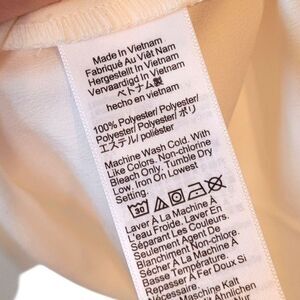 Made In Vietnam
Fabriqué Au Việt Nam
Hergestellt In Vietnam
Vervaardigd In Vietnam
ベトナム製
hecho en vietnam
100% Polyester/ Polyester/
Polyester/ Polyester/ ポリ
エステル/ poliéster
Machine Wash Cold. With
Like Colors. Non-chlorine
Bleach Only. Tumble Dry
Low. Iron On Lowest
Setting.
30
Laver À La Machine À
L'eau Froide. Laver En
Séparant Les Couleurs.
Seulement Agent De
Blanchiment Non-chlore.
Sécher À La Machine À
Basse Température.
Repasser À Fer Doux Si
Nécessaire.
Maschine Kalt
Ähnlichen